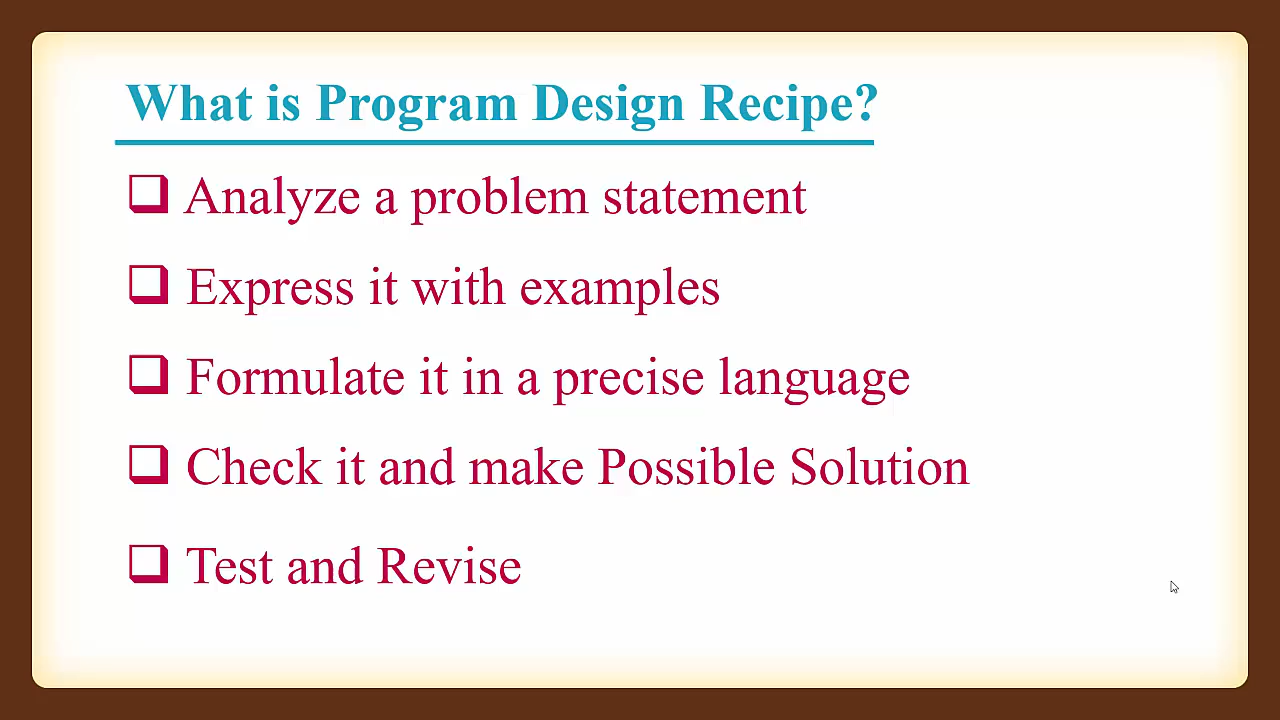 What is Program Design Recipe?
Analyze a problem statement
Express it with examples
Formulate it in a precise language
Check it and make Possible Solution
Test and Revise